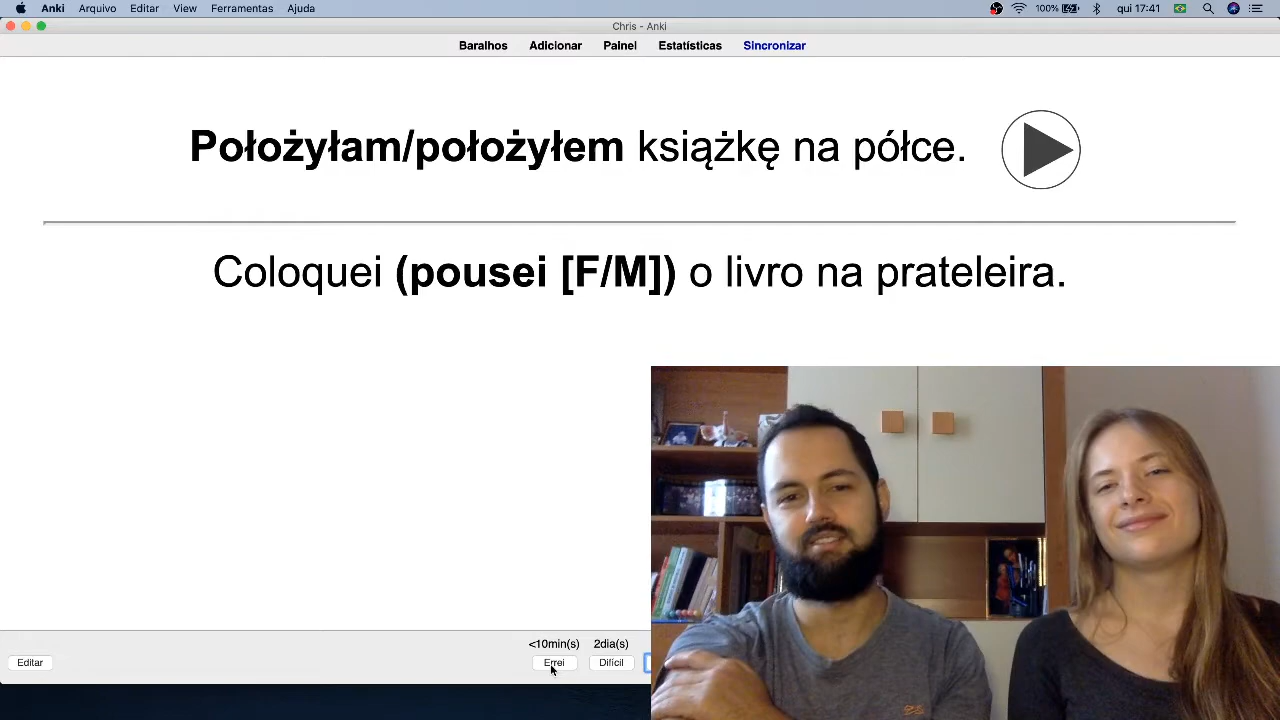 Anki Arquivo Editar View Ferramentas Ajuda 100% qui 17:41
Chris - Anki
Baralhos Adicionar Painel Estatísticas Sincronizar
Położyłam/położyłem książkę na półce.
Coloquei (pousei [F/M]) o livro na prateleira.
<10min(s) 2dia(s)
Editar Errei Difícil